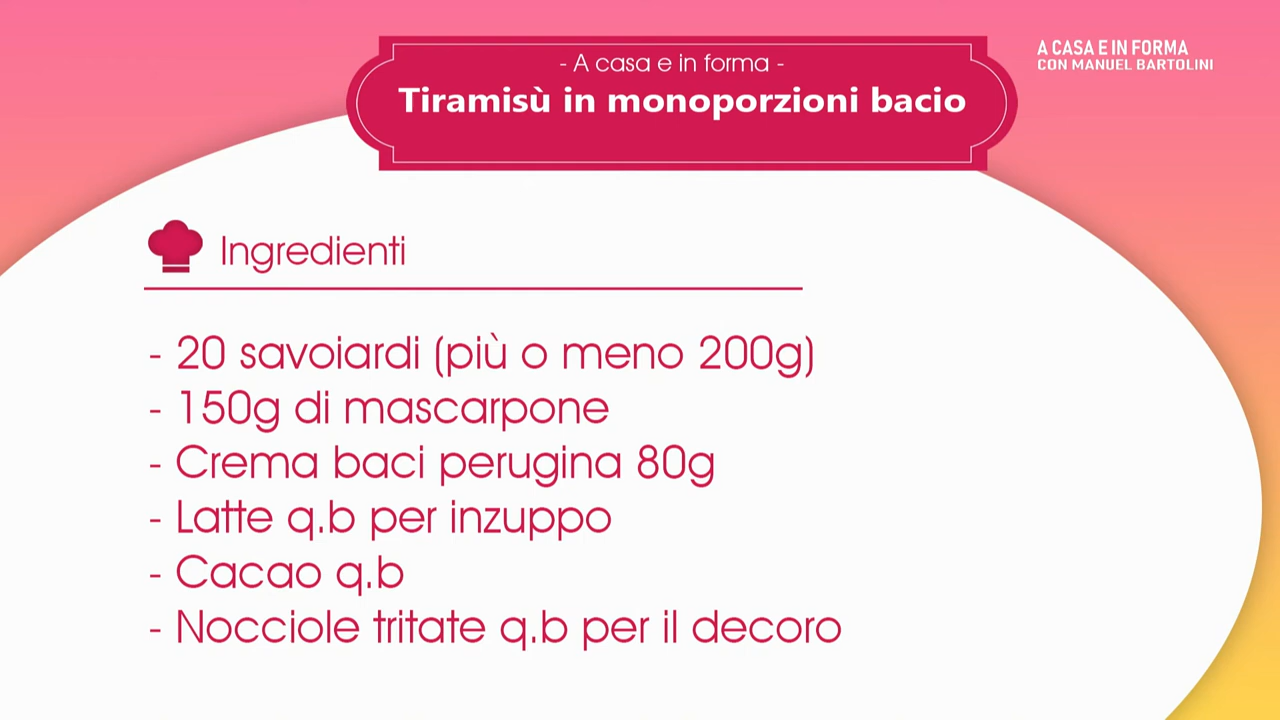 - A casa e in forma -
Tiramisù in monoporzioni bacio
A CASA E IN FORMA
CON MANUEL BARTOLINI
Ingredienti
- 20 savoiardi (più o meno 200g)
- 150g di mascarpone
- Crema baci perugina 80g
- Latte q.b per inzuppo
- Cacao q.b
- Nocciole tritate q.b per il decoro